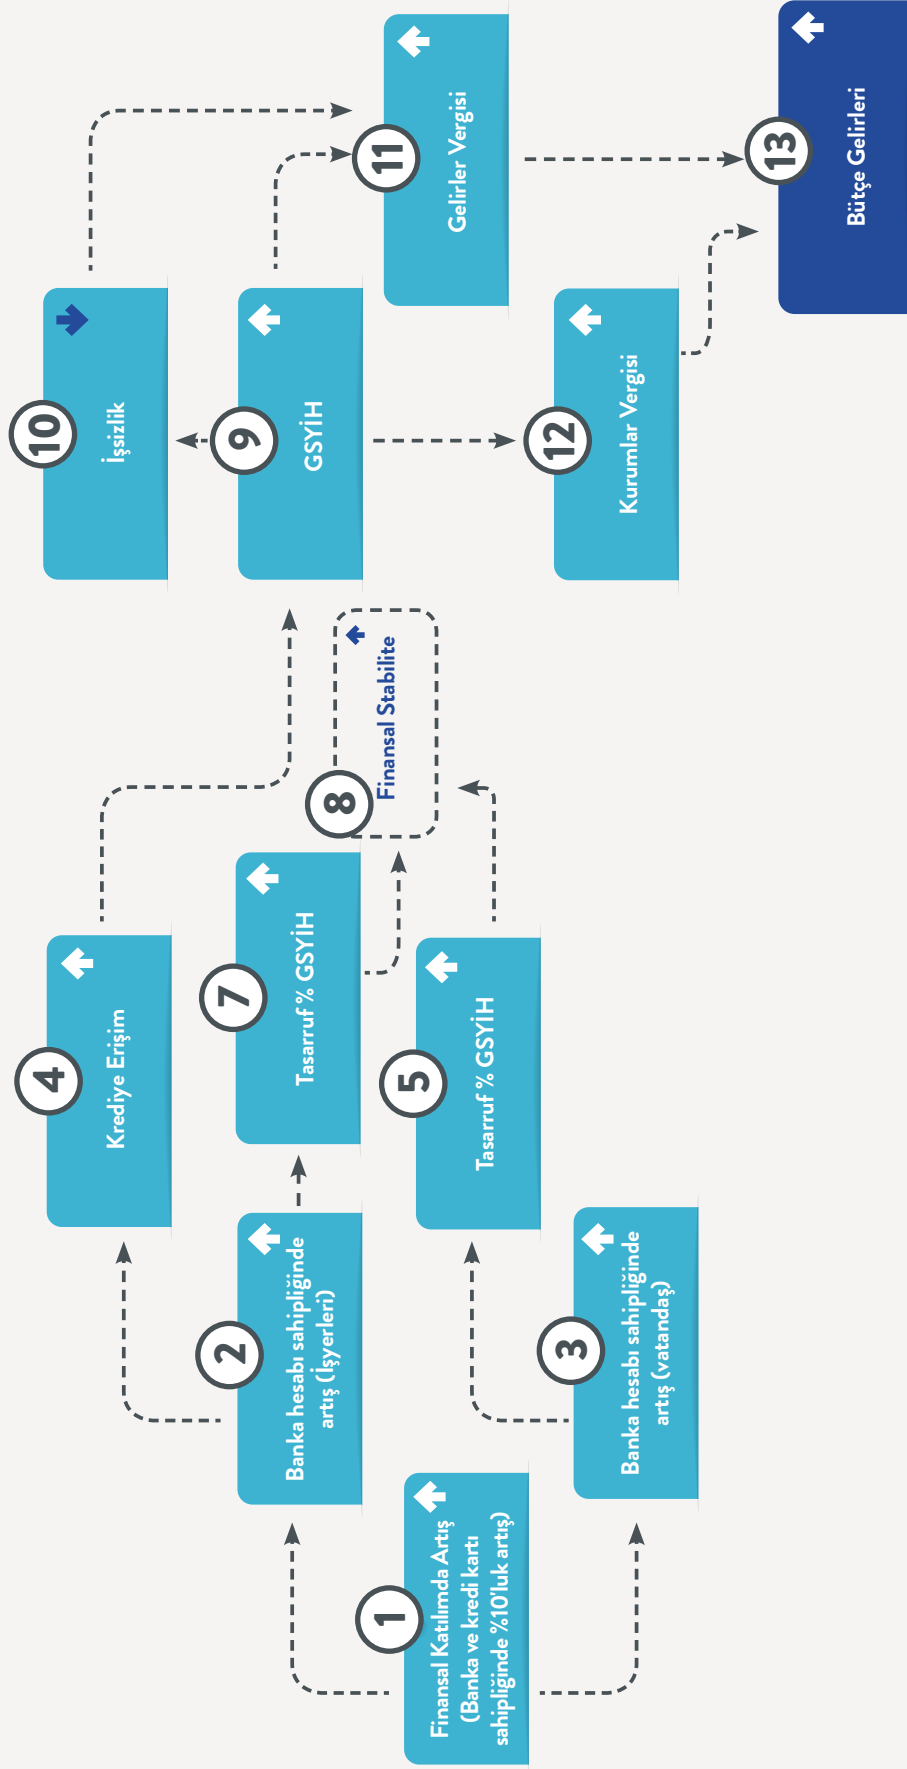 1
Finansal Katılımda Artış
(Banka ve kredi kartı
sahipliğinde %10'luk artış)
2
Banka hesabı sahipliğinde
artış (İşyerleri)
3
Banka hesabı sahipliğinde
artış (vatandaş)
4
Krediye Erişim
7
Tasarruf % GSYİH
5
Tasarruf % GSYİH
8
Finansal Stabilite
10
İşsizlik
9
GSYİH
12
Kurumlar Vergisi
11
Gelirler Vergisi
13
Bütçe Gelirleri